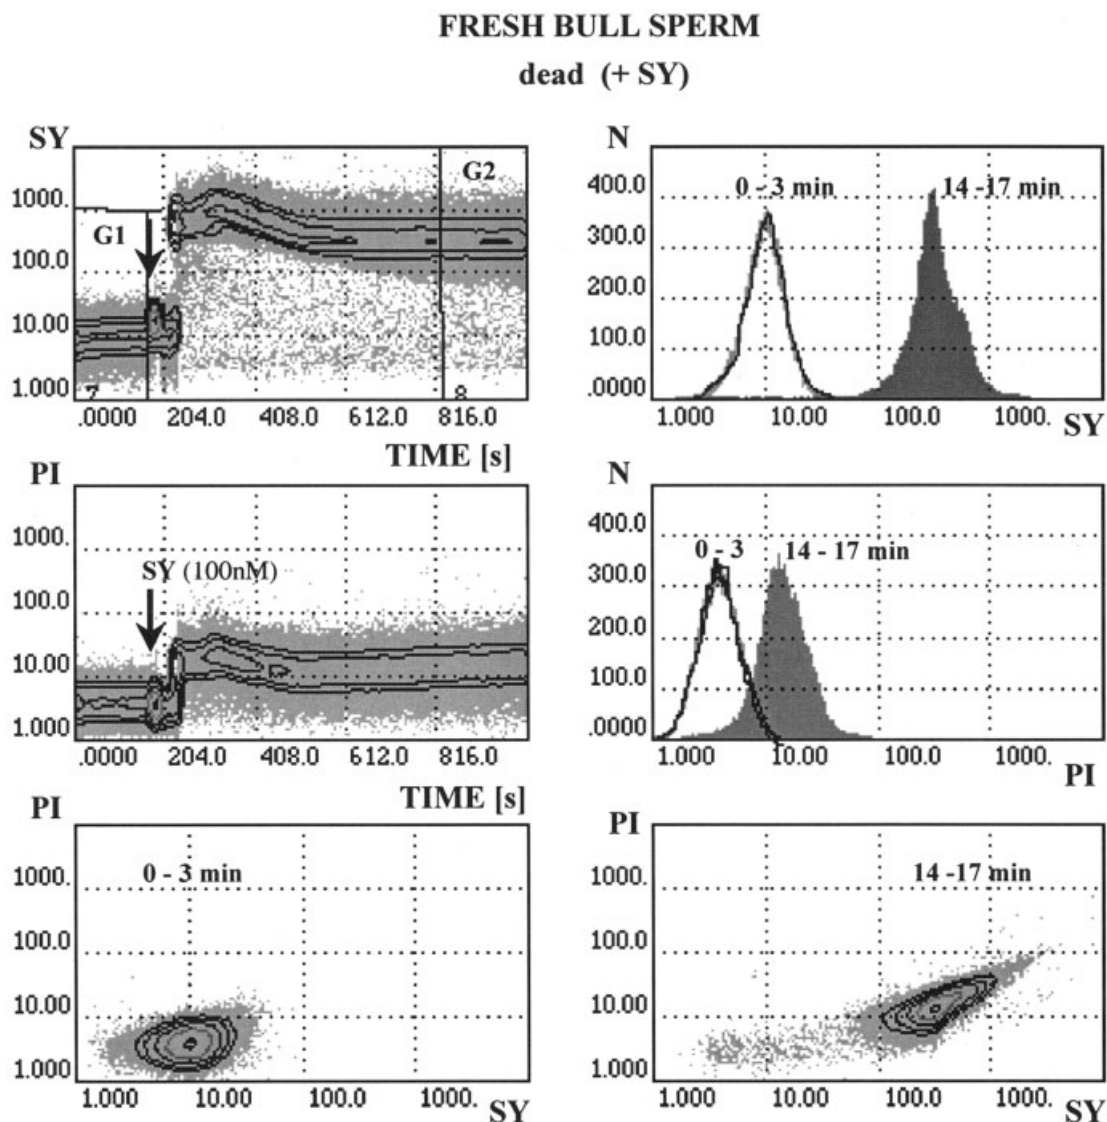 FRESH BULL SPERM
dead (+ SY)
SY
1000.
G2
G1
100.0
10.00
1.000
7
8
.0000 204.0 408.0 612.0 816.0
TIME [s]
N
400.0
0 - 3 min 14 -17 min
300.0
200.0
100.0
.0000
1.000 10.00 100.0 1000.
SY
PI
1000.
SY (100nM)
100.0
10.00
1.000
.0000 204.0 408.0 612.0 816.0
TIME [s]
N
400.0
0 - 3 14 - 17 min
300.0
200.0
100.0
.0000
1.000 10.00 100.0 1000.
PI
PI
0 - 3 min
1000.
100.0
10.00
1.000
1.000 10.00 100.0 1000.
SY
PI
14 -17 min
1000.
100.0
10.00
1.000
1.000 10.00 100.0 1000.
SY